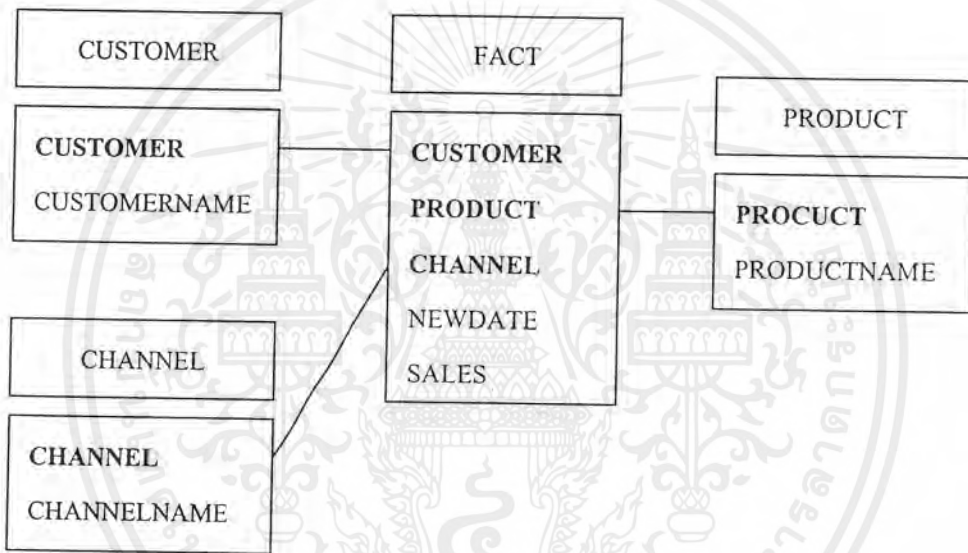 CUSTOMER
CUSTOMER
CUSTOMERNAME
FACT
CUSTOMER
PRODUCT
CHANNEL
NEWDATE
SALES
PRODUCT
PROCUCT
PRODUCTNAME
CHANNEL
CHANNEL
CHANNELNAME